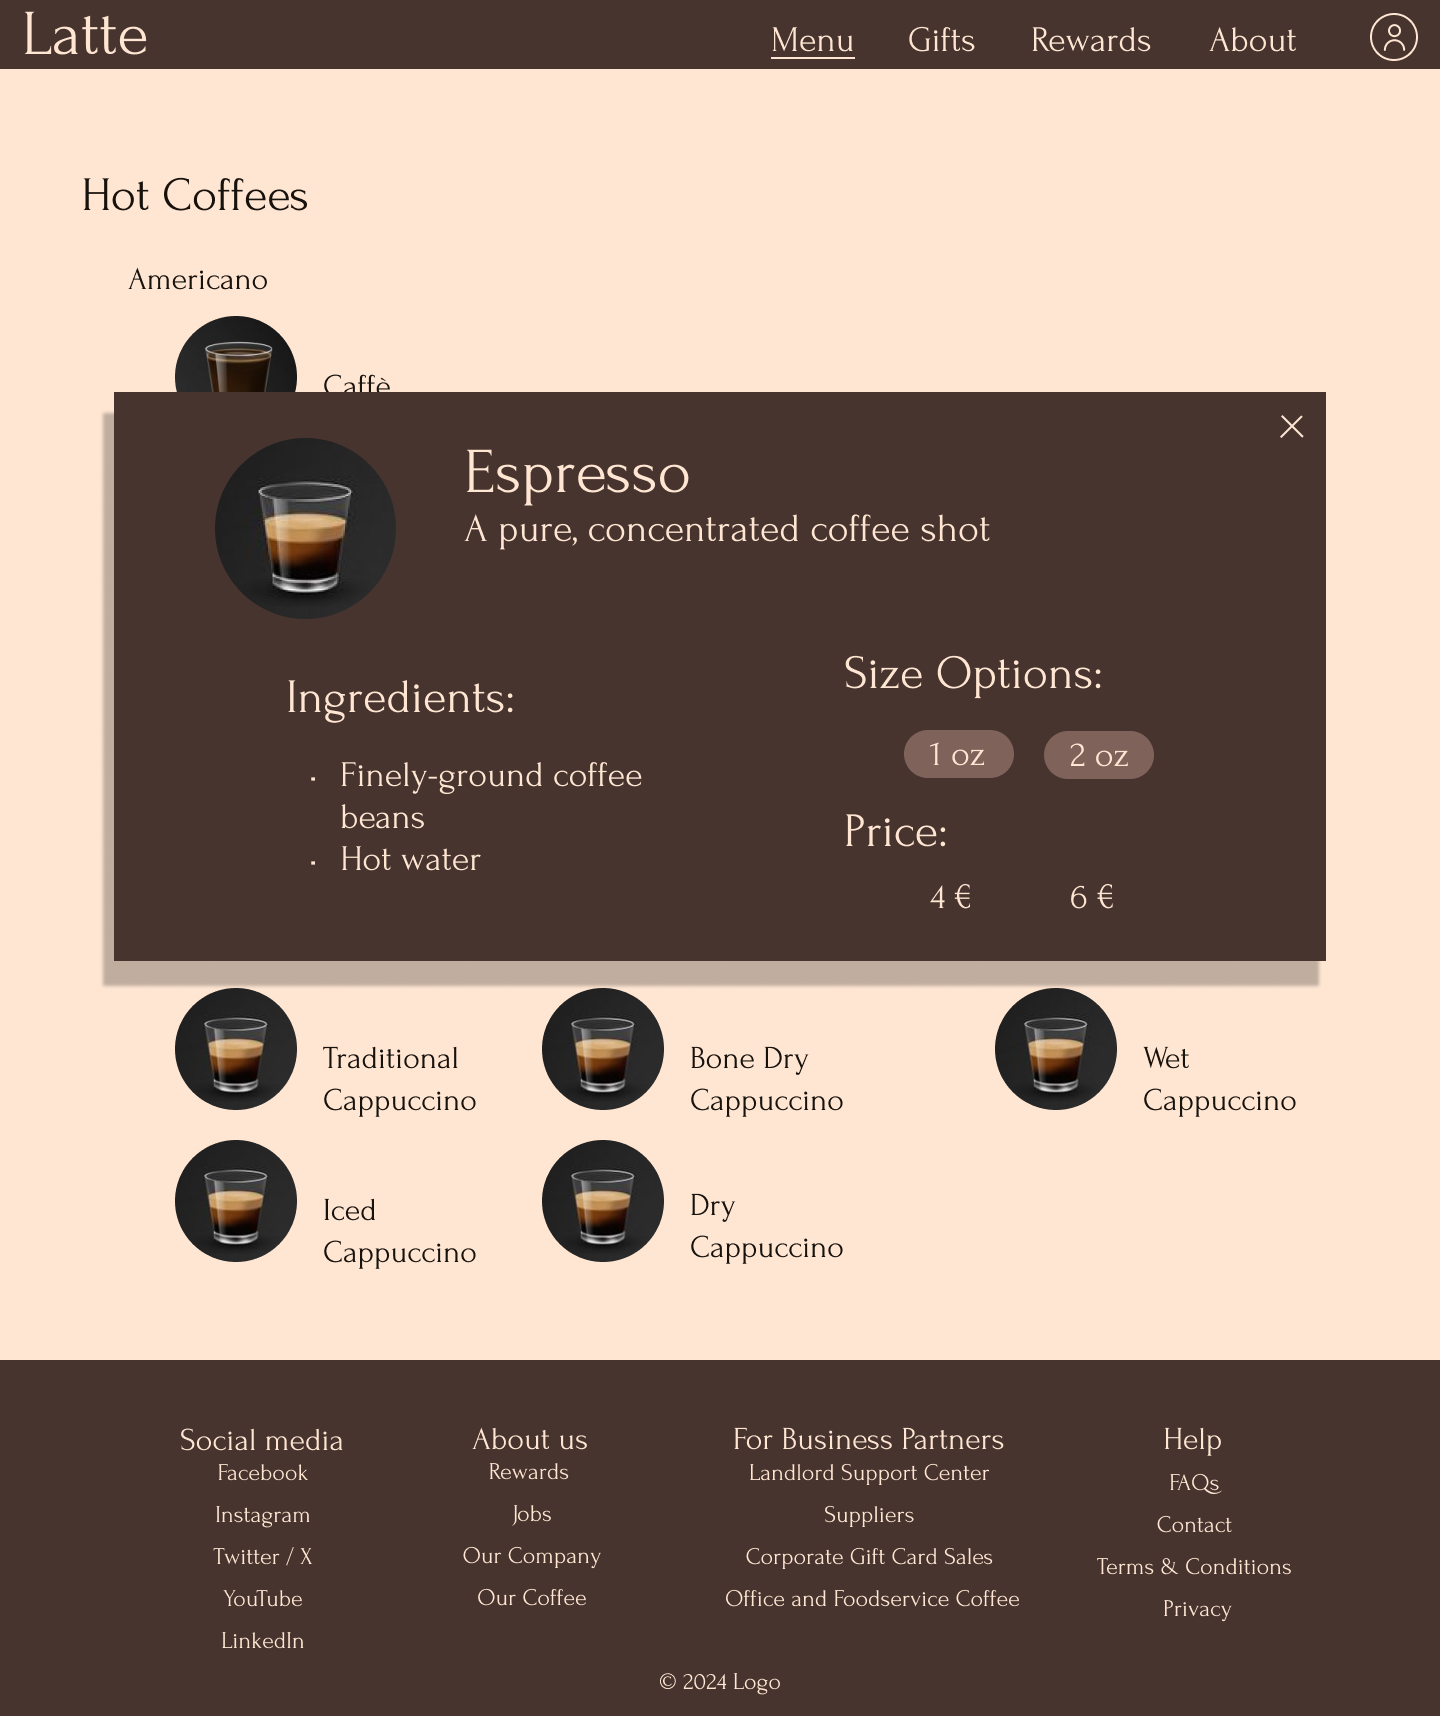 Latte
Menu
Gifts
Rewards
About
Hot Coffees
Americano
Caffè
Espresso
A pure, concentrated coffee shot
Ingredients:
· Finely-ground coffee
beans
· Hot water
Size Options:
1 oz
2 oz
Price:
4 €
6 €
Traditional
Cappuccino
Bone Dry
Cappuccino
Wet
Cappuccino
Iced
Cappuccino
Dry
Cappuccino
Social media
Facebook
Instagram
Twitter / X
YouTube
LinkedIn
About us
Rewards
Jobs
Our Company
Our Coffee
For Business Partners
Landlord Support Center
Suppliers
Corporate Gift Card Sales
Office and Foodservice Coffee
Help
FAQs
Contact
Terms & Conditions
Privacy
© 2024 Logo